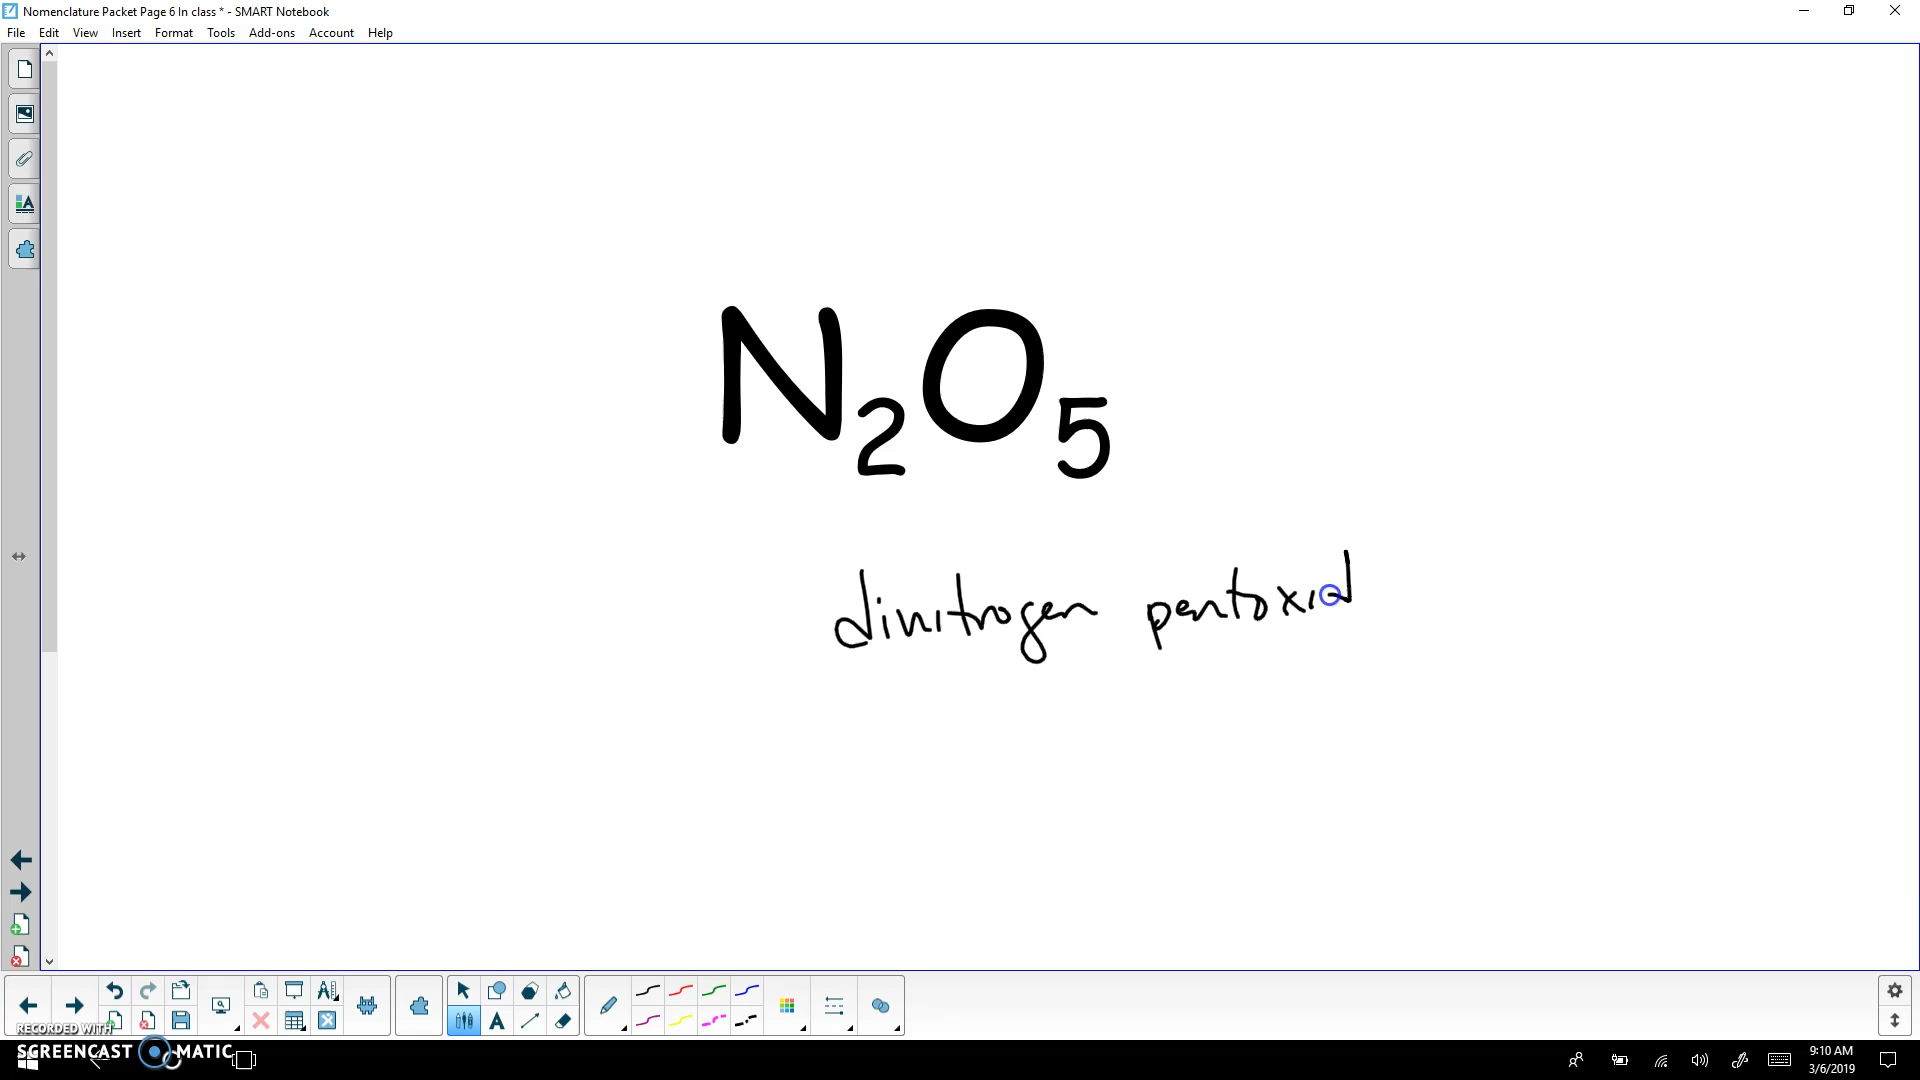 Nomenclature Packet Page 6 In class * - SMART Notebook
File Edit View Insert Format Tools Add-ons Account Help
N₂O₅
dinitrogen pentoxid
RECORDED WITH
SCREENCAST MATIC
9:10 AM
3/6/2019